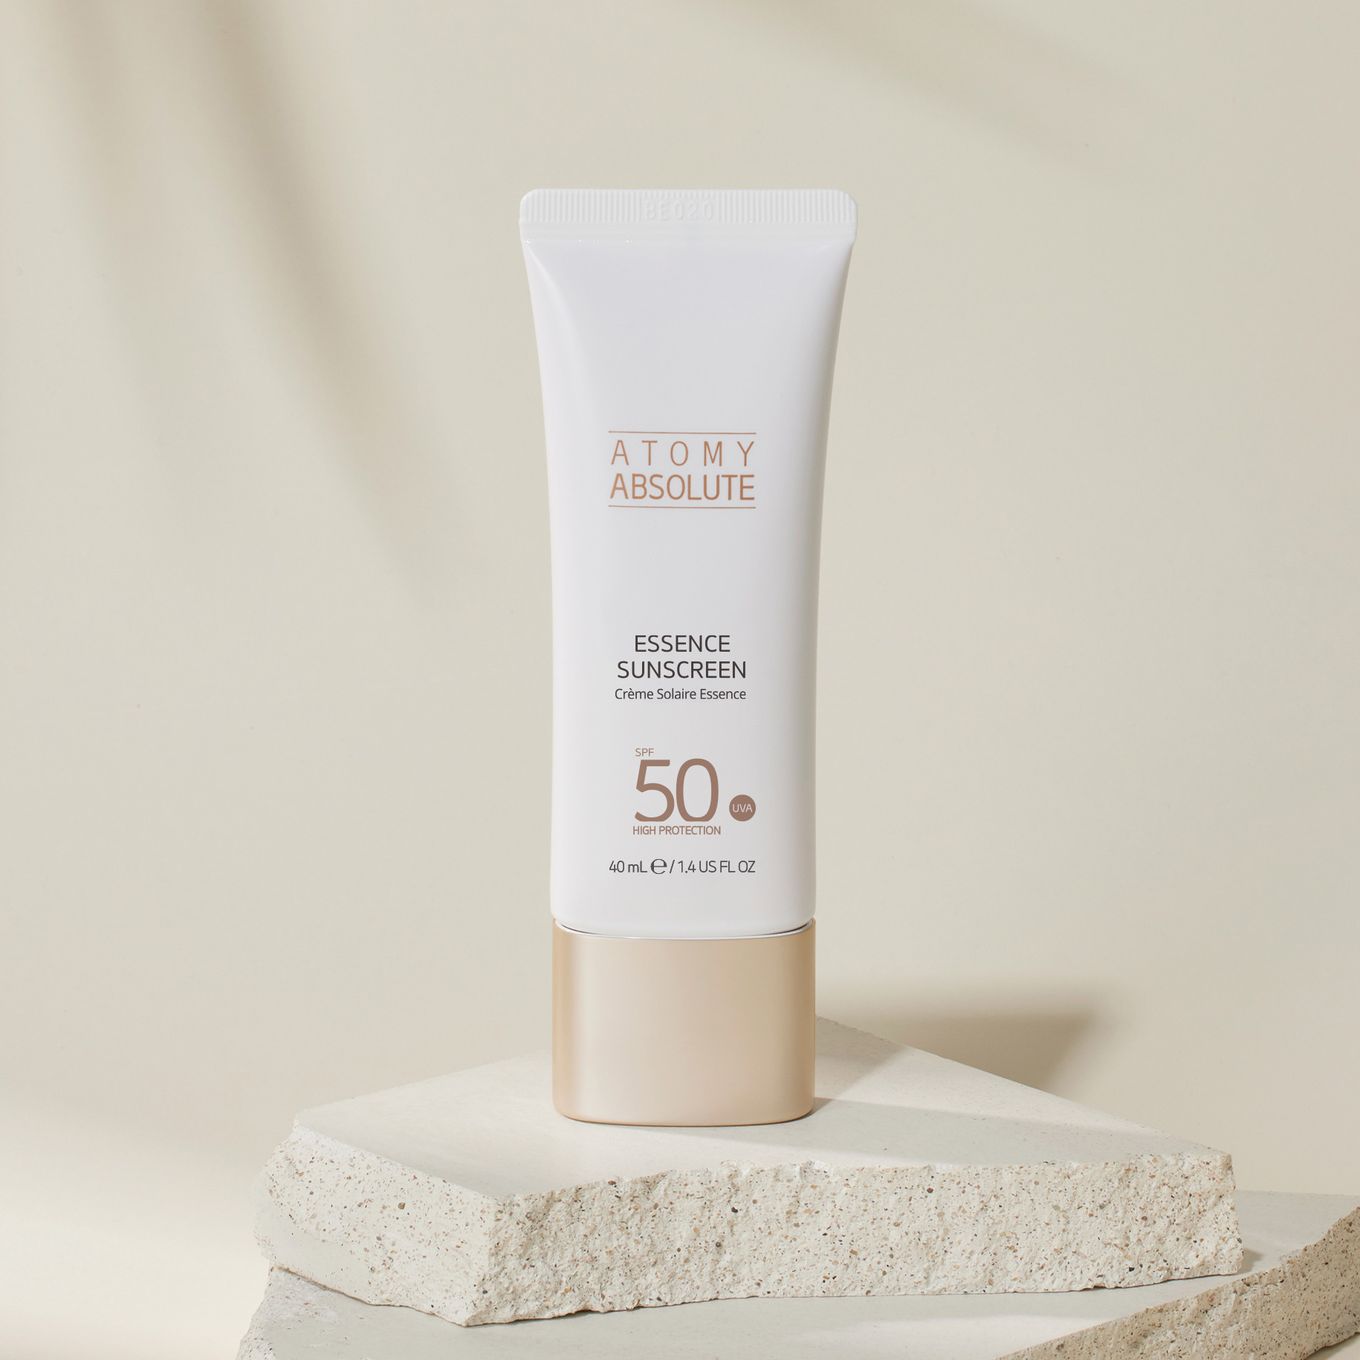 BE020
ATOMY
ABSOLUTE
ESSENCE
SUNSCREEN
Crème Solaire Essence
SPF
50
UVA
HIGH PROTECTION
40 mL ℮ / 1.4 US FL OZ